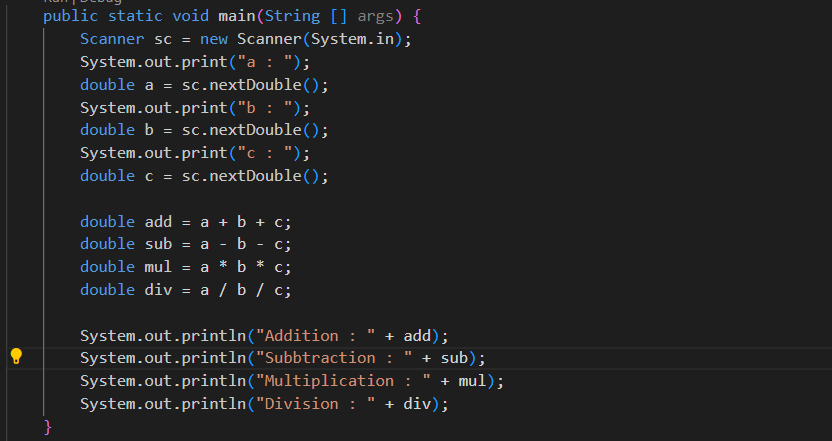 Run | Debug
public static void main(String [] args) {
Scanner sc = new Scanner(System.in);
System.out.print("a : ");
double a = sc.nextDouble();
System.out.print("b : ");
double b = sc.nextDouble();
System.out.print("c : ");
double c = sc.nextDouble();
double add = a + b + c;
double sub = a - b - c;
double mul = a * b * c;
double div = a / b / c;
System.out.println("Addition : " + add);
System.out.println("Subbtraction : " + sub);
System.out.println("Multiplication : " + mul);
System.out.println("Division : " + div);
}